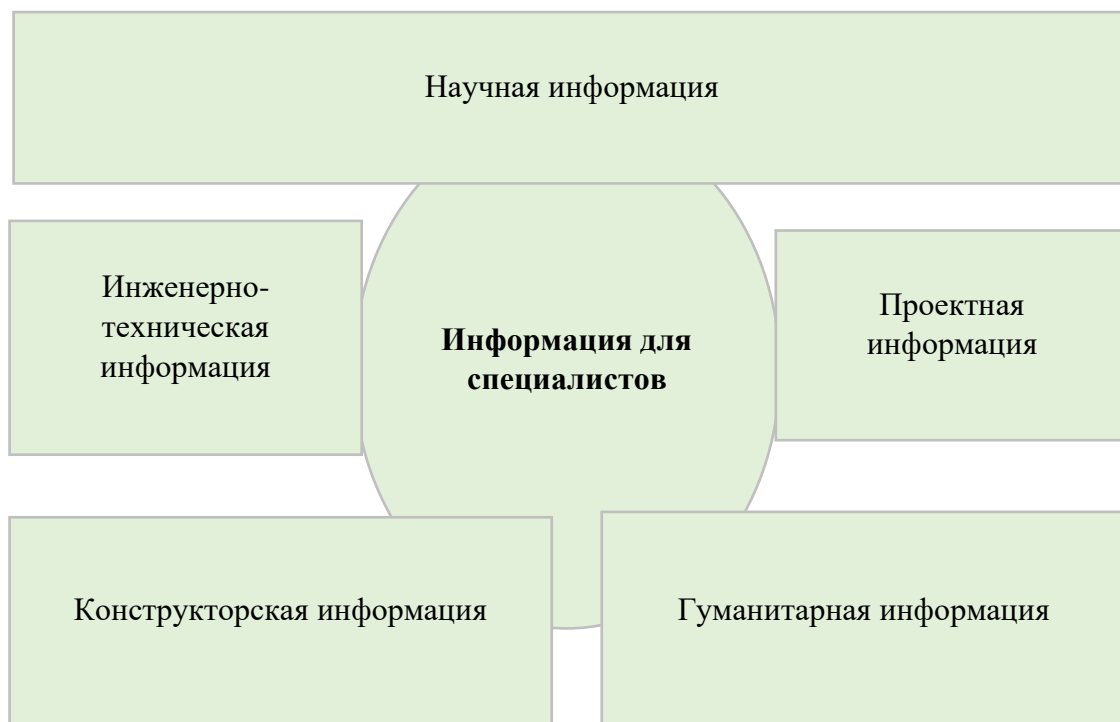 Научная информация
Инженерно-
техническая
информация
Информация для
специалистов
Проектная
информация
Конструкторская информация
Гуманитарная информация